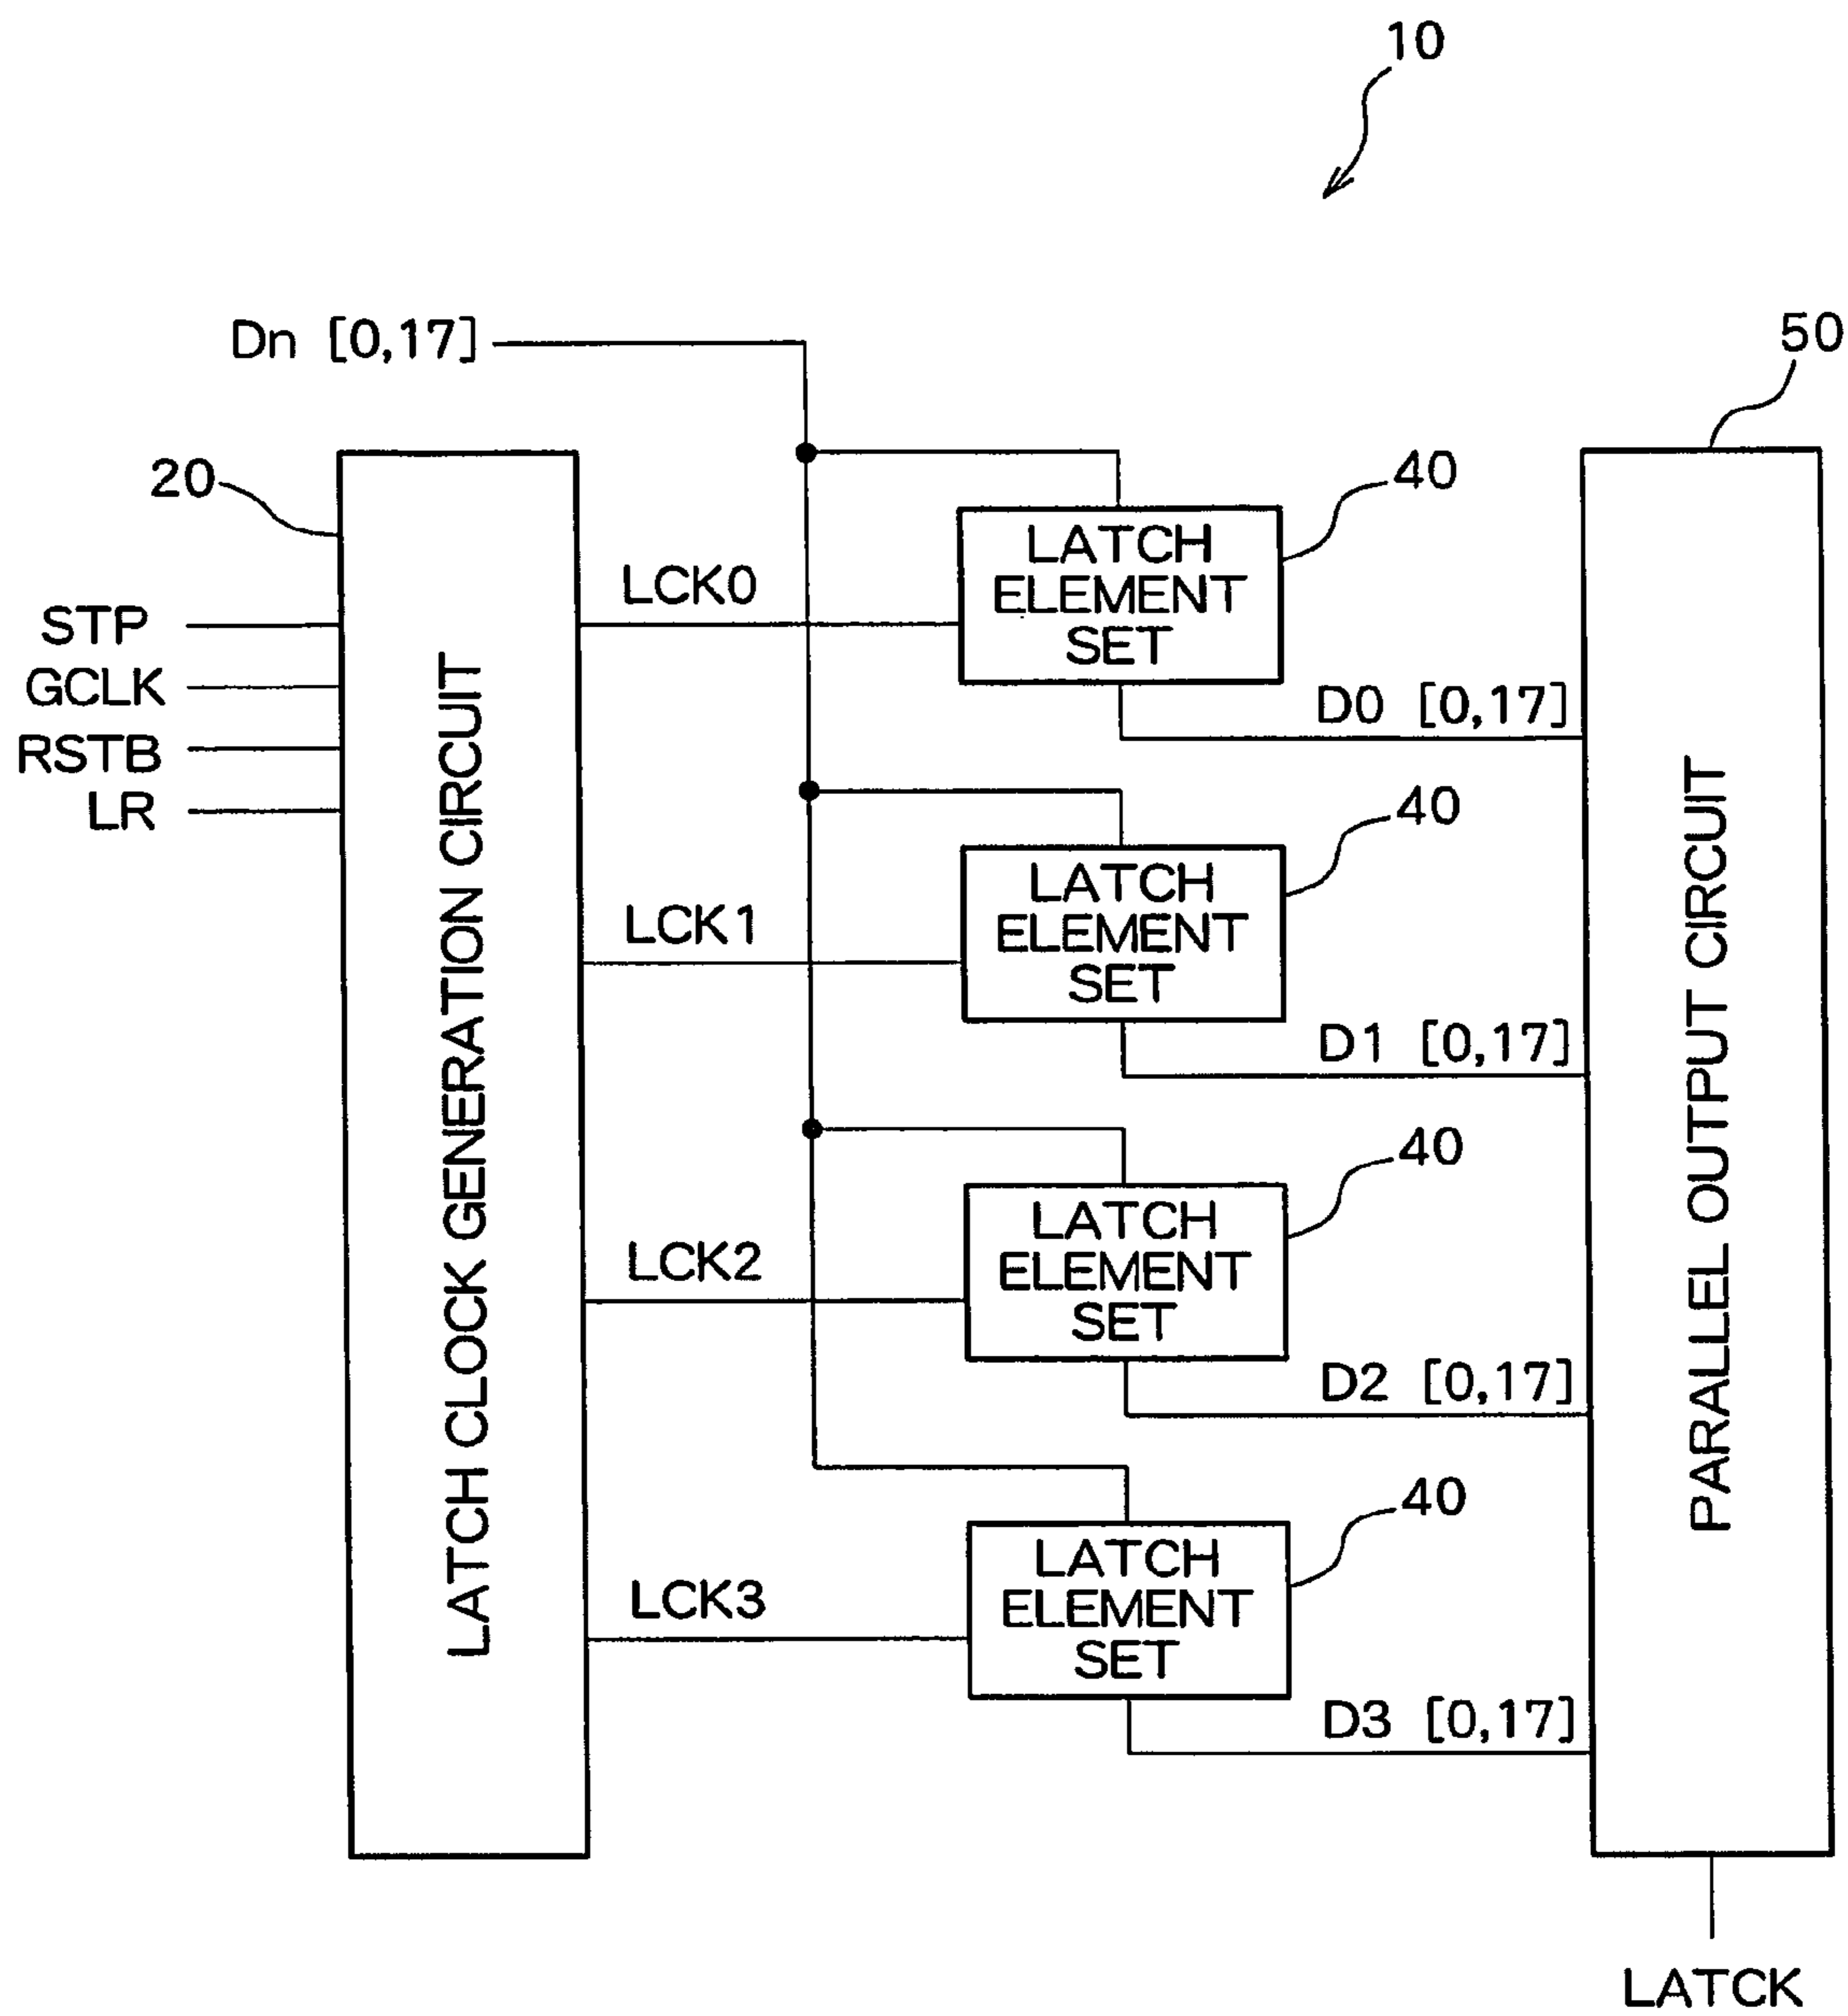 10
Dn [0,17]
50
20
40
LATCH
ELEMENT
SET
LCK0
STP
GCLK
RSTB
LR
D0 [0,17]
LATCH CLOCK GENERATION CIRCUIT
PARALLEL OUTPUT CIRCUIT
40
LATCH
ELEMENT
SET
LCK1
D1 [0,17]
40
LATCH
ELEMENT
SET
LCK2
D2 [0,17]
40
LATCH
ELEMENT
SET
LCK3
D3 [0,17]
LATCK